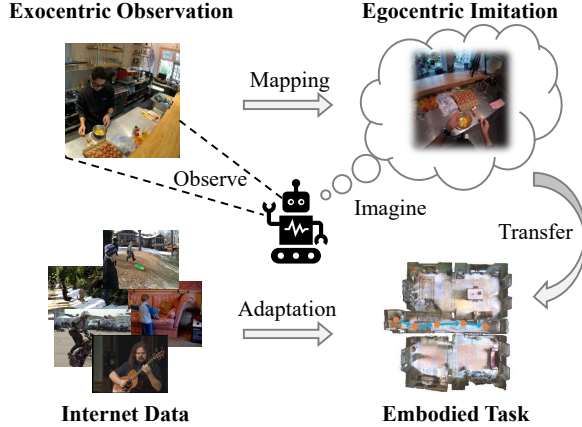 Exocentric Observation
Egocentric Imitation
Mapping
Observe
Imagine
Transfer
Adaptation
Internet Data
Embodied Task